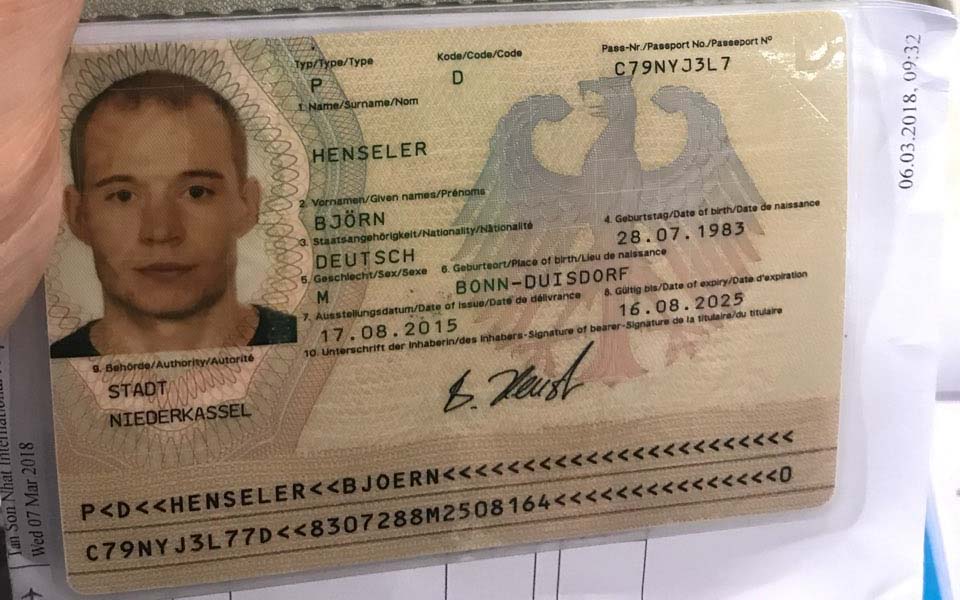 Typ/Type/Type
Kode/Code/Code
Pass-Nr./Passport No./Passeport N°
P
D
C79NYJ3L7
1. Name/Surname/Nom
HENSELER
2. Vornamen/Given names/Prénoms
BJÖRN
3. Staatsangehörigkeit/Nationality/Nationalité
4. Geburtstag/Date of birth/Date de naissance
DEUTSCH
28.07.1983
5. Geschlecht/Sex/Sexe
6. Geburtsort/Place of birth/Lieu de naissance
M
BONN-DUISDORF
7. Ausstellungsdatum/Date of issue/Date de délivrance
8. Gültig bis/Date of expiry/Date d'expiration
17.08.2015
16.08.2025
9. Behörde/Authority/Autorité
10. Unterschrift der Inhaberin/des Inhabers-Signature of bearer-Signature de la titulaire/du titulaire
STADT
NIEDERKASSEL
P<D<<HENSELER<<BJOERN<<<<<<<<<<<<<<<<<<<<<<<
C79NYJ3L77D<<8307288M2508164<<<<<<<<<<<<<<<0
06.03.2018, 09:32
Tan Son Nhat International
Wed 07 Mar 2018